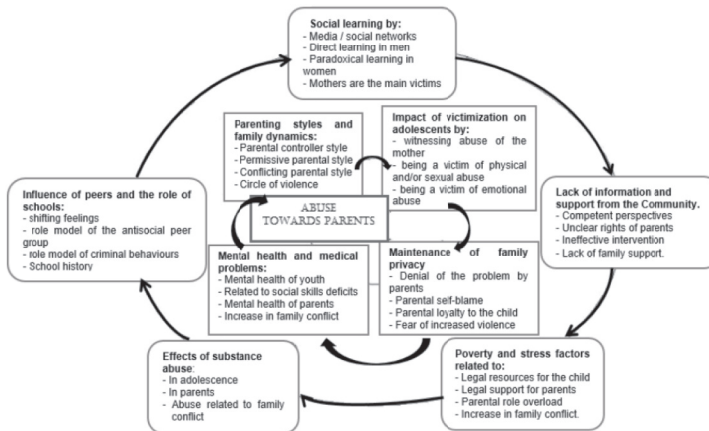 Social learning by:
- Media / social networks
- Direct learning in men
- Paradoxical learning in
women
- Mothers are the main victims
Parenting styles and
family dynamics:
- Parental controller style
- Permissive parental style
- Conflicting parental style
- Circle of violence
Impact of victimization on
adolescents by:
- witnessing abuse of the
mother
- being a victim of physical
and/or sexual abuse
- being a victim of emotional
abuse
Influence of peers and the role of
schools:
- shifting feelings
- role model of the antisocial peer
group
- role model of criminal behaviours
- School history
ABUSE
TOWARDS PARENTS
Lack of information and
support from the Community.
- Competent perspectives
- Unclear rights of parents
- Ineffective intervention
- Lack of family support.
Mental health and medical
problems:
- Mental health of youth
- Related to social skills deficits
- Mental health of parents
- Increase in family conflict
Maintenance of family
privacy
- Denial of the problem by
parents
- Parental self-blame
- Parental loyalty to the child
- Fear of increased violence
Effects of substance
abuse:
- In adolescence
- In parents
- Abuse related to family
conflict
Poverty and stress factors
related to:
- Legal resources for the child
- Legal support for parents
- Parental role overload
- Increase in family conflict.